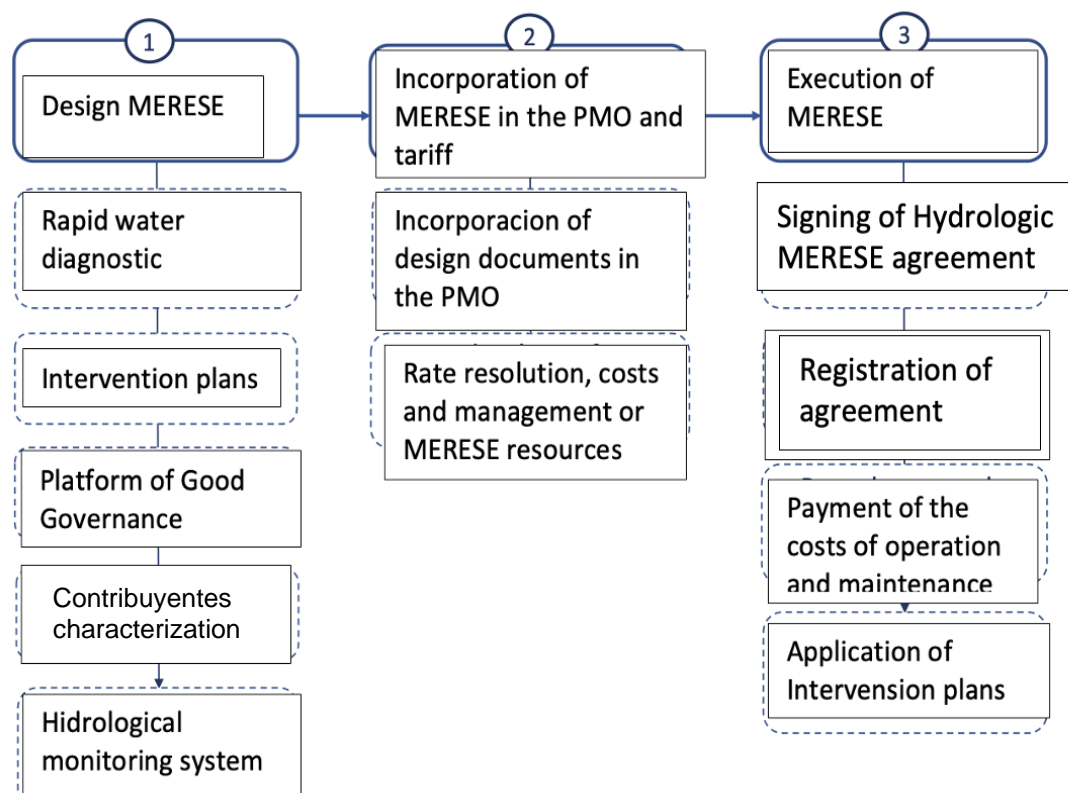 1
Design MERESE
Rapid water
diagnostic
Intervention plans
Platform of Good
Governance
Contribuyentes
characterization
Hidrological
monitoring system
2
Incorporation of
MERESE in the PMO and
tariff
Incorporacion of
design documents in
the PMO
Rate resolution, costs
and management or
MERESE resources
3
Execution of
MERESE
Signing of Hydrologic
MERESE agreement
Registration of
agreement
Payment of the
costs of operation
and maintenance
Application of
Intervension plans